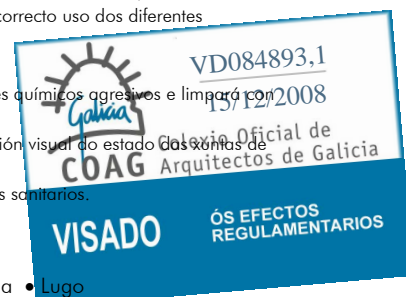 correcto uso dos diferentes
VD084893,1
es químicos agresivos e limpará con
15/12/2008
Galicia
ión visual do estado das xuntas de
Colexio Oficial de
COAG Arquitectos de Galicia
s sanitarios.
VISADO
ÓS EFECTOS
REGULAMENTARIOS
a • Lugo